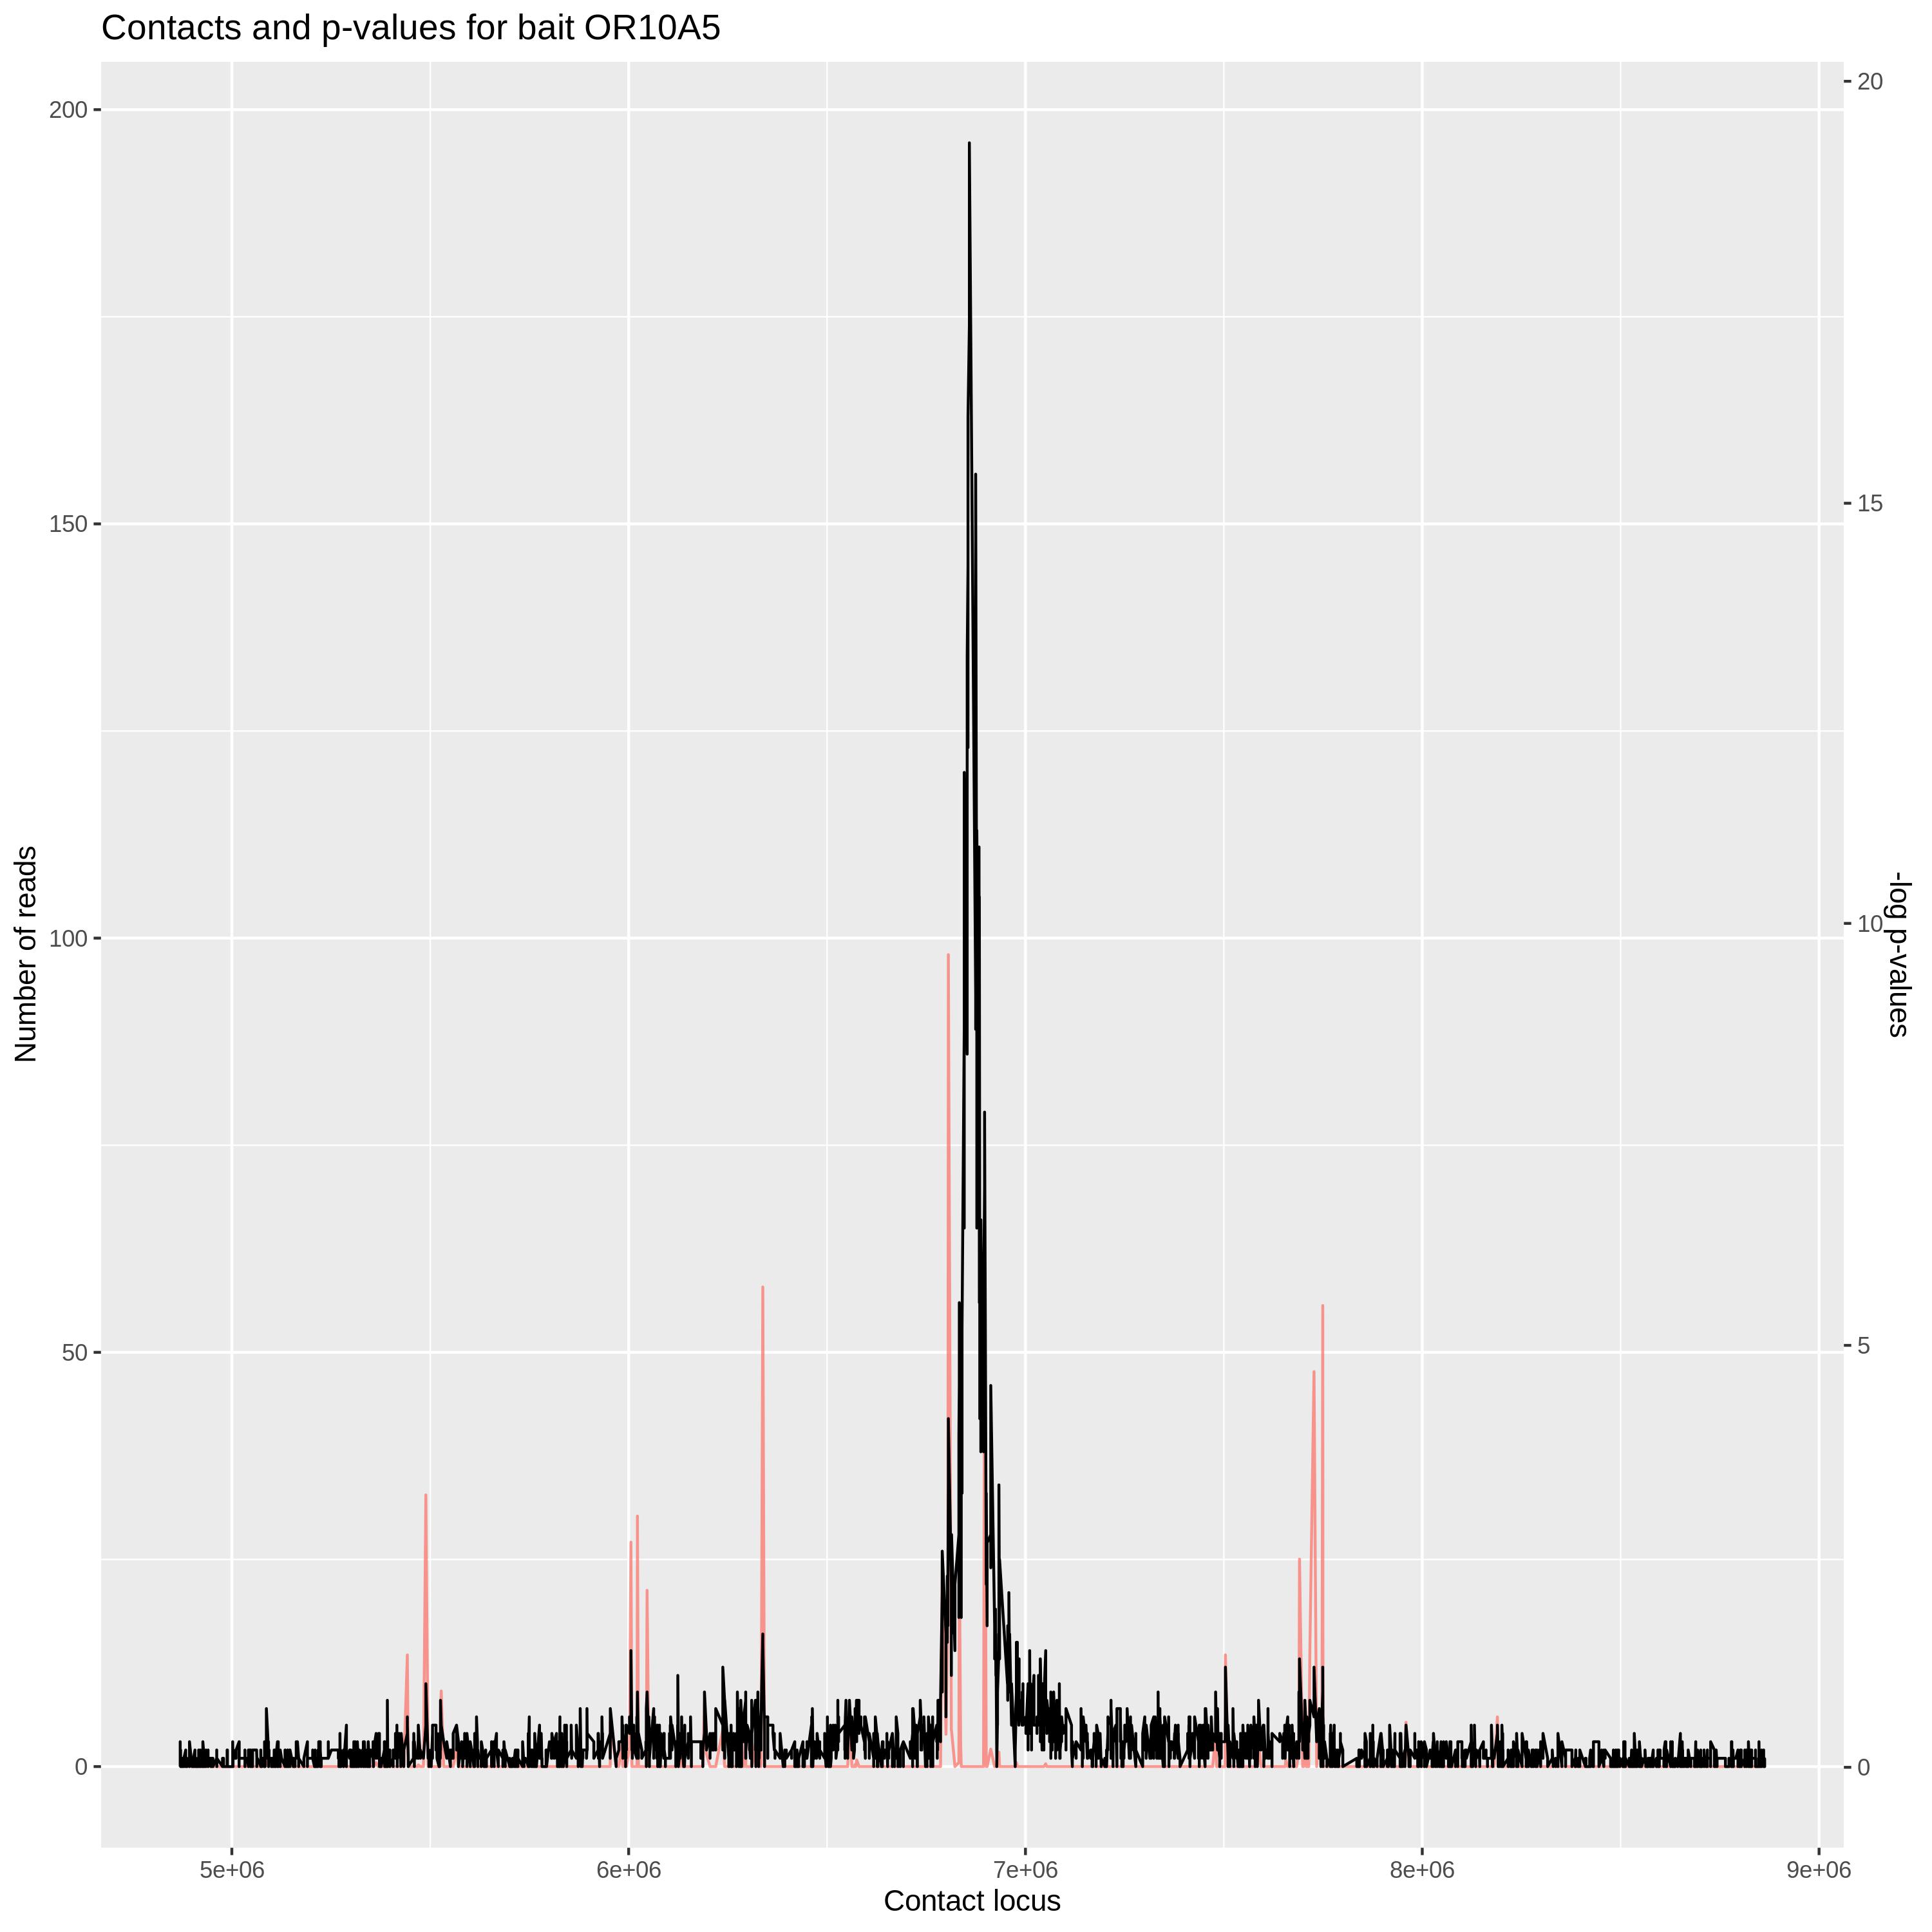 Contacts and p-values for bait OR10A5
200
150
100
50
0
Number of reads
20
15
10
5
0
-log p-values
5e+06
6e+06
7e+06
8e+06
9e+06
Contact locus